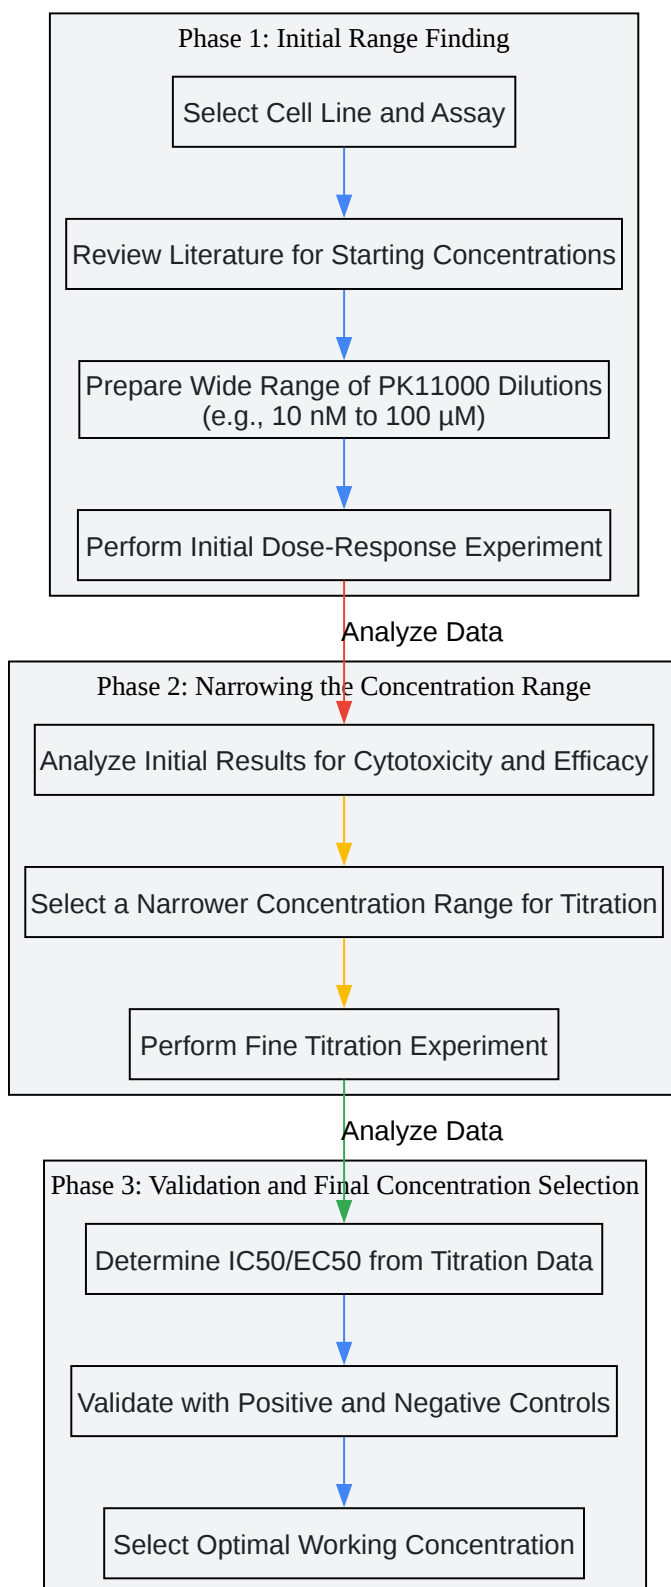 Phase 1: Initial Range Finding
Select Cell Line and Assay
Review Literature for Starting Concentrations
Prepare Wide Range of PK11000 Dilutions
(e.g., 10 nM to 100 µM)
Perform Initial Dose-Response Experiment
Analyze Data
Phase 2: Narrowing the Concentration Range
Analyze Initial Results for Cytotoxicity and Efficacy
Select a Narrower Concentration Range for Titration
Perform Fine Titration Experiment
Analyze Data
Phase 3: Validation and Final Concentration Selection
Determine IC50/EC50 from Titration Data
Validate with Positive and Negative Controls
Select Optimal Working Concentration